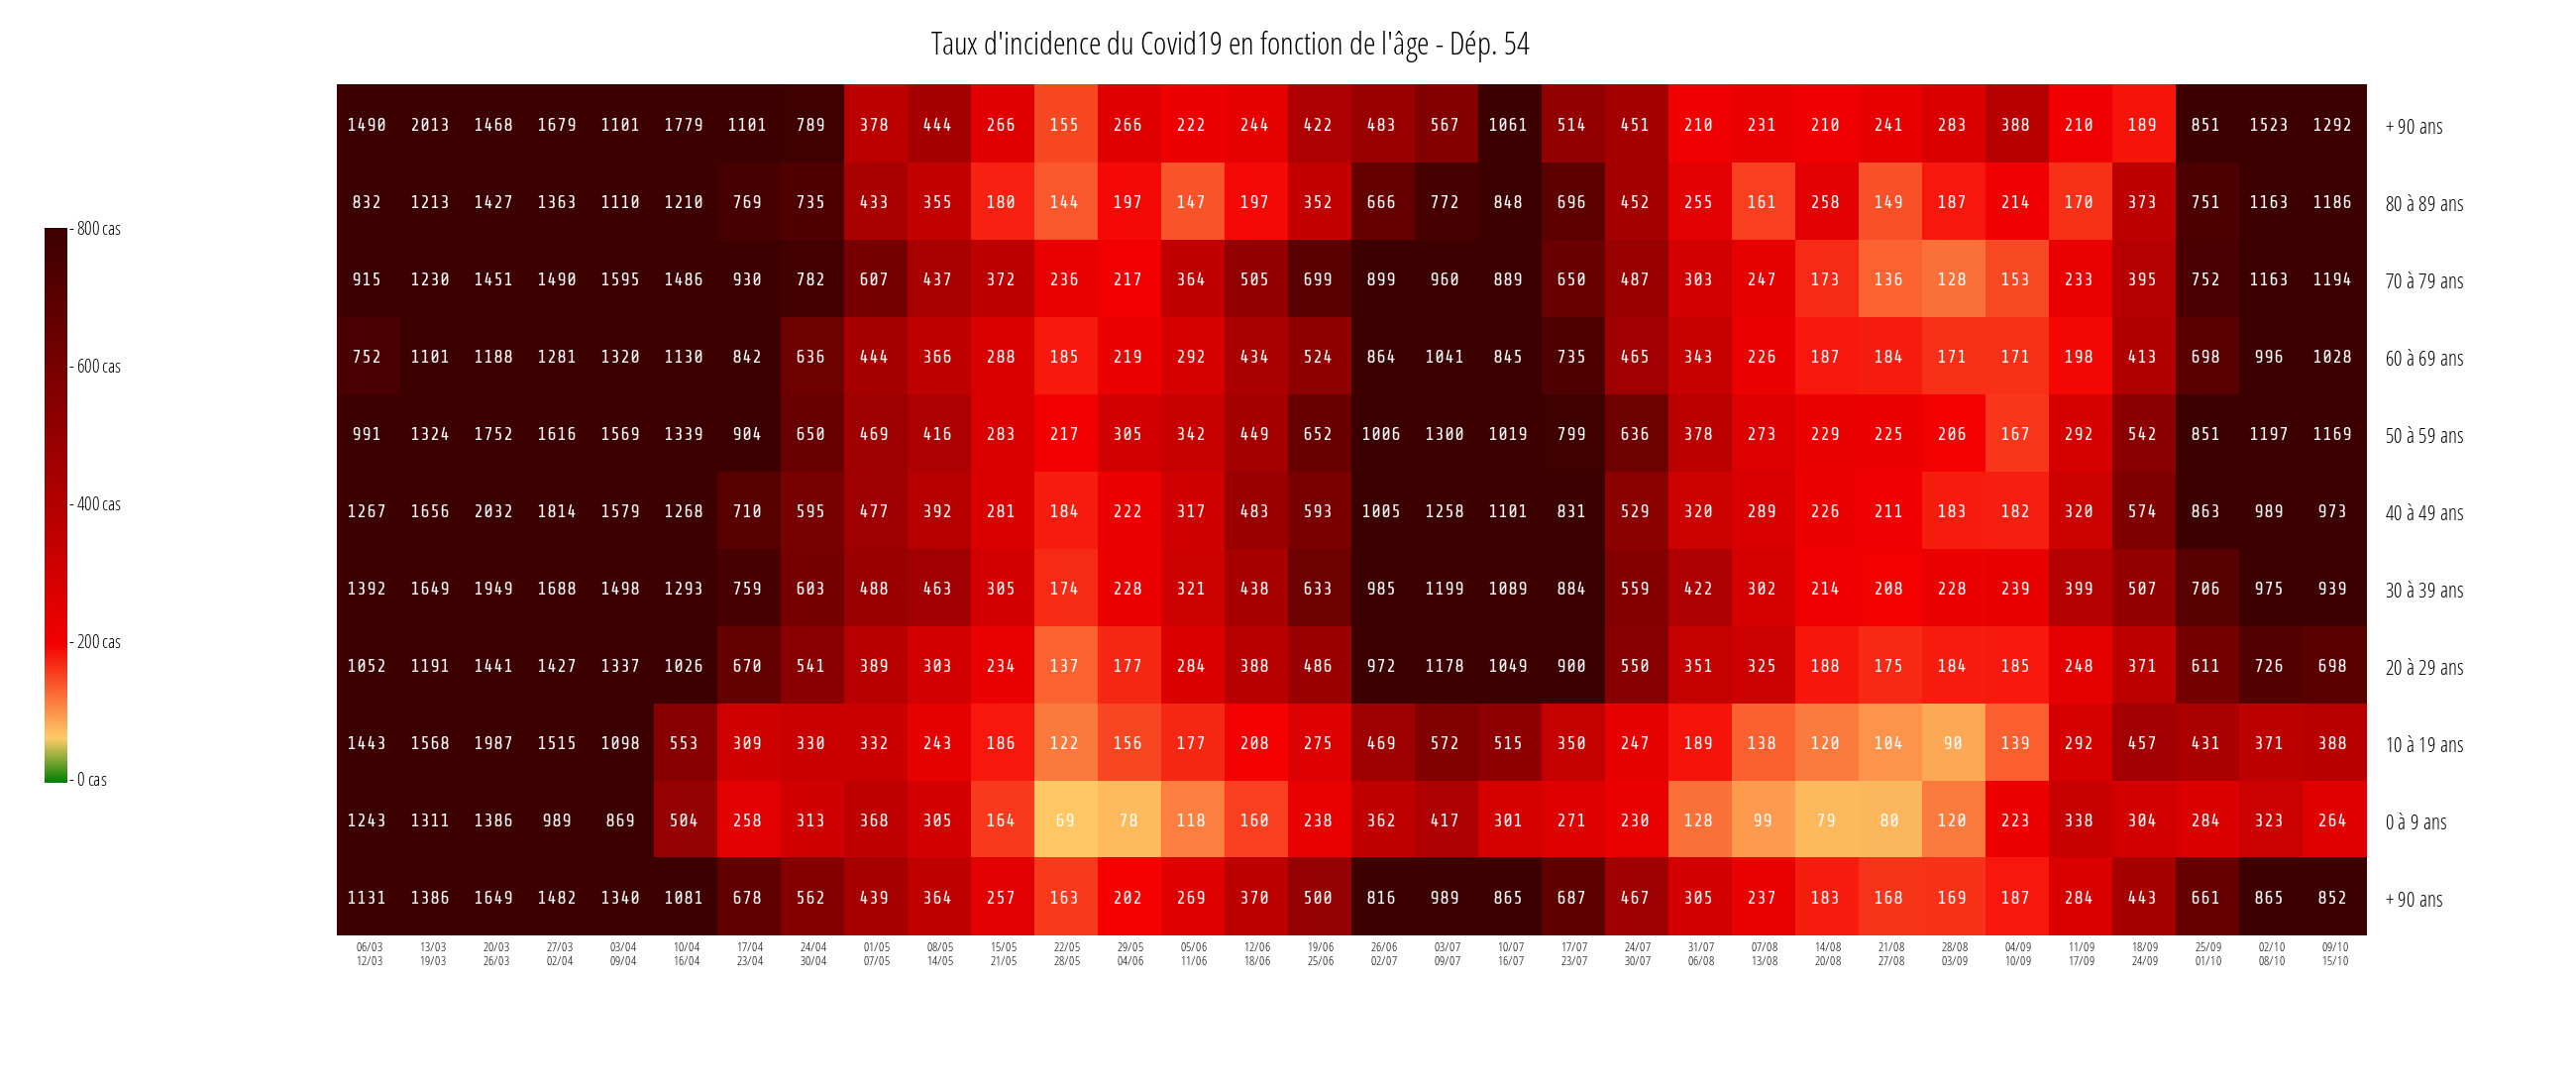 Taux d'incidence du Covid19 en fonction de l'âge - Dép. 54
1490 2013 1468 1679 1101 1779 1101 789 378 444 266 155 266 222 244 422 483 567 1061 514 451 210 231 210 241 283 388 210 189 851 1523 1292 + 90 ans
832 1213 1427 1363 1110 1210 769 735 433 355 180 144 197 147 197 352 666 772 848 696 452 255 161 258 149 187 214 170 373 751 1163 1186 80 à 89 ans
- 800 cas
915 1230 1451 1490 1595 1486 930 782 607 437 372 236 217 364 505 699 899 960 889 650 487 303 247 173 136 128 153 233 395 752 1163 1194 70 à 79 ans
752 1101 1188 1281 1320 1130 842 636 444 366 288 185 219 292 434 524 864 1041 845 735 465 343 226 187 184 171 171 198 413 698 996 1028 60 à 69 ans
- 600 cas
991 1324 1752 1616 1569 1339 904 650 469 416 283 217 305 342 449 652 1006 1300 1019 799 636 378 273 229 225 206 167 292 542 851 1197 1169 50 à 59 ans
- 400 cas
1267 1656 2032 1814 1579 1268 710 595 477 392 281 184 222 317 483 593 1005 1258 1101 831 529 320 289 226 211 183 182 320 574 863 989 973 40 à 49 ans
1392 1649 1949 1688 1498 1293 759 603 488 463 305 174 228 321 438 633 985 1199 1089 884 559 422 302 214 208 228 239 399 507 706 975 939 30 à 39 ans
- 200 cas
1052 1191 1441 1427 1337 1026 670 541 389 303 234 137 177 284 388 486 972 1178 1049 900 550 351 325 188 175 184 185 248 371 611 726 698 20 à 29 ans
1443 1568 1987 1515 1098 553 309 330 332 243 186 122 156 177 208 275 469 572 515 350 247 189 138 120 104 90 139 292 457 431 371 388 10 à 19 ans
- 0 cas
1243 1311 1386 989 869 504 258 313 368 305 164 69 78 118 160 238 362 417 301 271 230 128 99 79 80 120 223 338 304 284 323 264 0 à 9 ans
1131 1386 1649 1482 1340 1081 678 562 439 364 257 163 202 269 370 500 816 989 865 687 467 305 237 183 168 169 187 284 443 661 865 852 + 90 ans
06/03 13/03 20/03 27/03 03/04 10/04 17/04 24/04 01/05 08/05 15/05 22/05 29/05 05/06 12/06 19/06 26/06 03/07 10/07 17/07 24/07 31/07 07/08 14/08 21/08 28/08 04/09 11/09 18/09 25/09 02/10 09/10
12/03 19/03 26/03 02/04 09/04 16/04 23/04 30/04 07/05 14/05 21/05 28/05 04/06 11/06 18/06 25/06 02/07 09/07 16/07 23/07 30/07 06/08 13/08 20/08 27/08 03/09 10/09 17/09 24/09 01/10 08/10 15/10